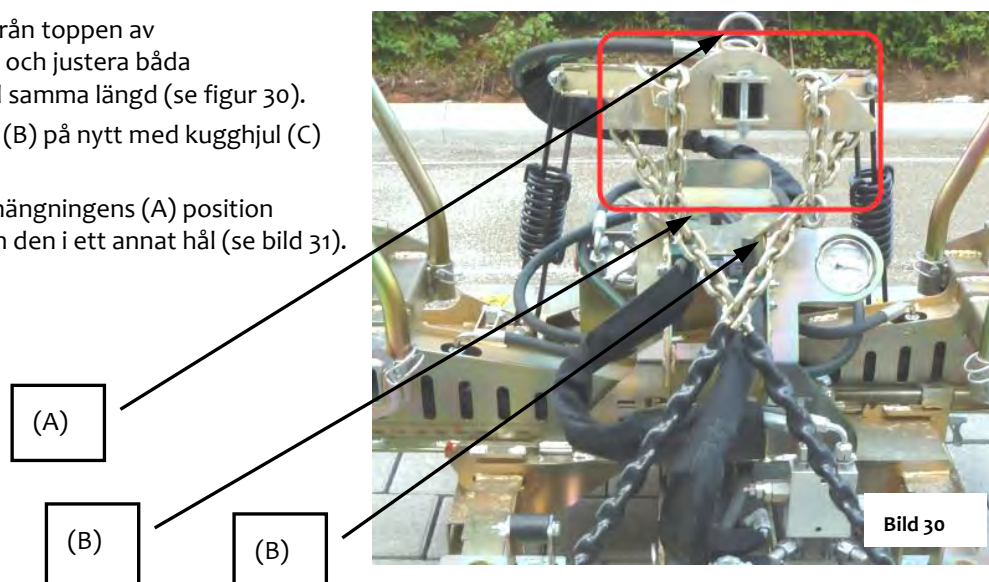 rån toppen av
och justera båda
samma längd (se figur 30).
(B) på nytt med kugghjul (C)
hängningens (A) position
den i ett annat hål (se bild 31).
(A)
(B)
(B)
Bild 30